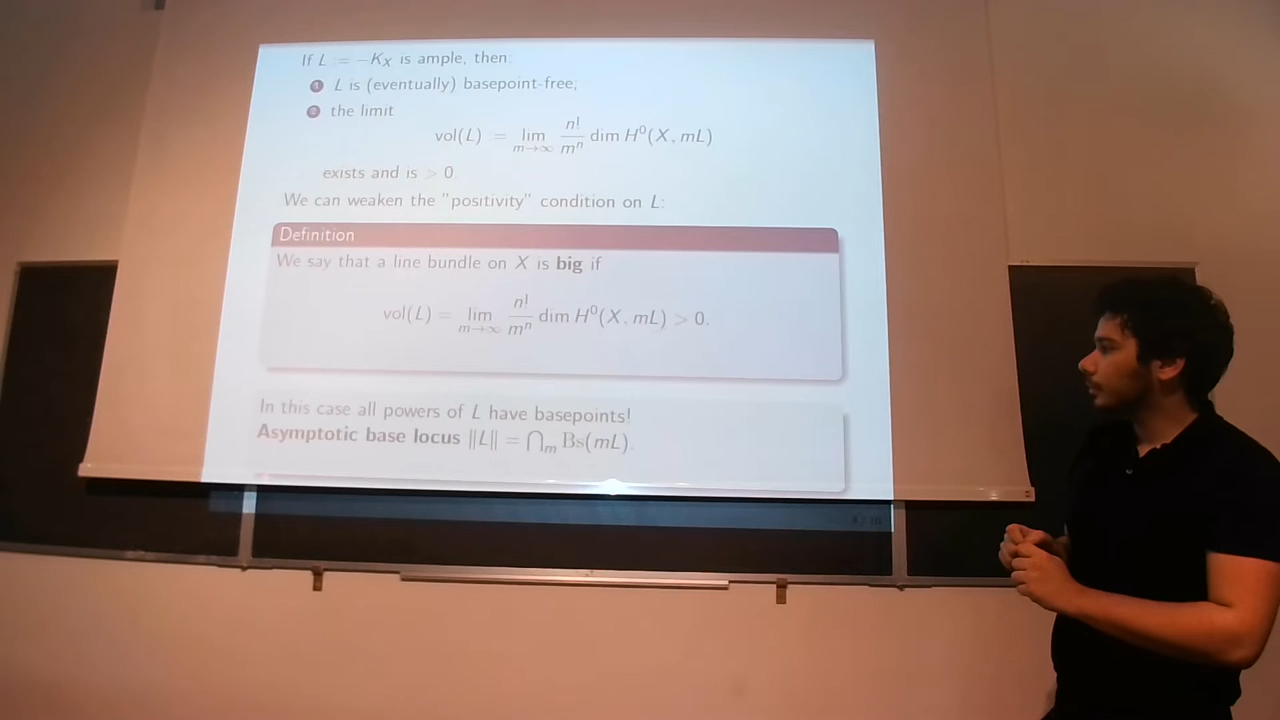 If L := −K_X is ample, then:
1 L is (eventually) basepoint-free;
2 the limit
vol(L) := lim_{m→∞} n!/m^n dim H^0(X, mL)
exists and is > 0.
We can weaken the "positivity" condition on L:
Definition
We say that a line bundle on X is big if
vol(L) = lim_{m→∞} n!/m^n dim H^0(X, mL) > 0.
In this case all powers of L have basepoints!
Asymptotic base locus ‖L‖ = ⋂_m Bs(mL).